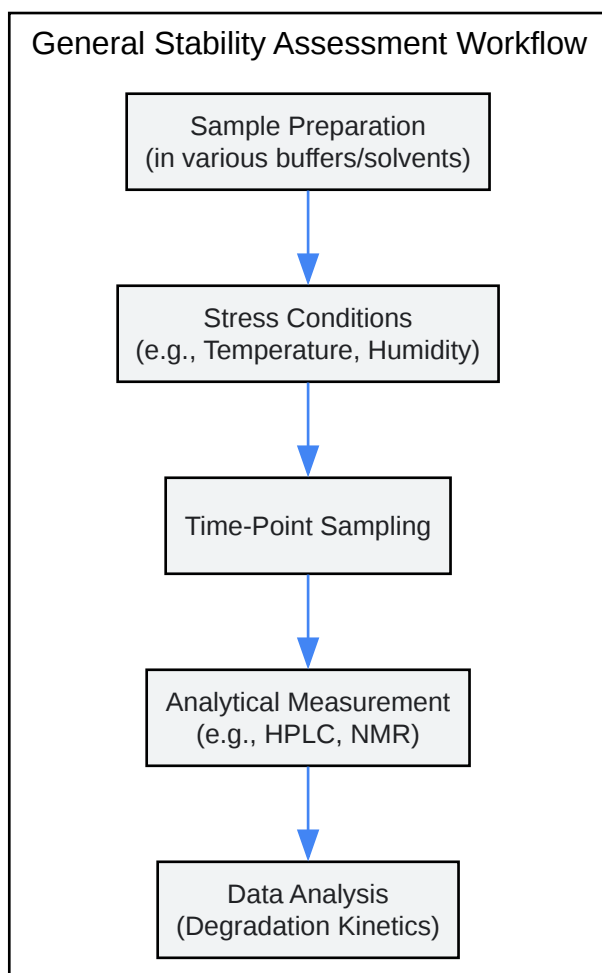 General Stability Assessment Workflow
Sample Preparation
(in various buffers/solvents)
Stress Conditions
(e.g., Temperature, Humidity)
Time-Point Sampling
Analytical Measurement
(e.g., HPLC, NMR)
Data Analysis
(Degradation Kinetics)